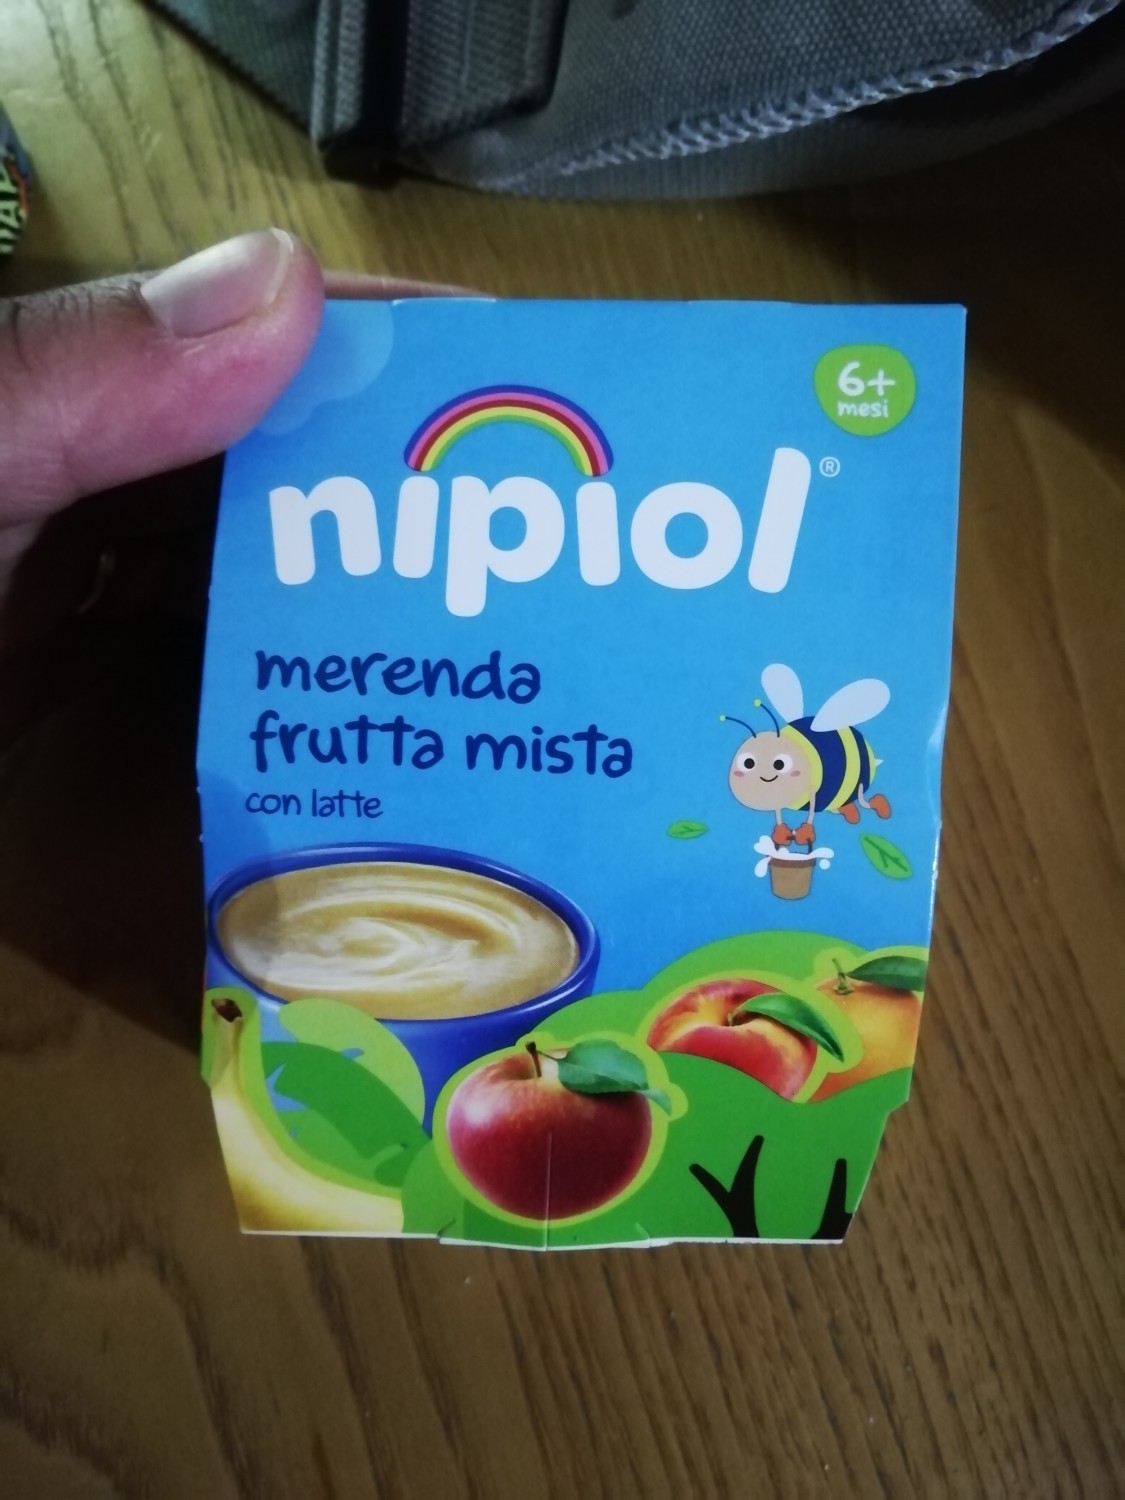 6+
mesi
nipiol®
merenda
frutta mista
con latte